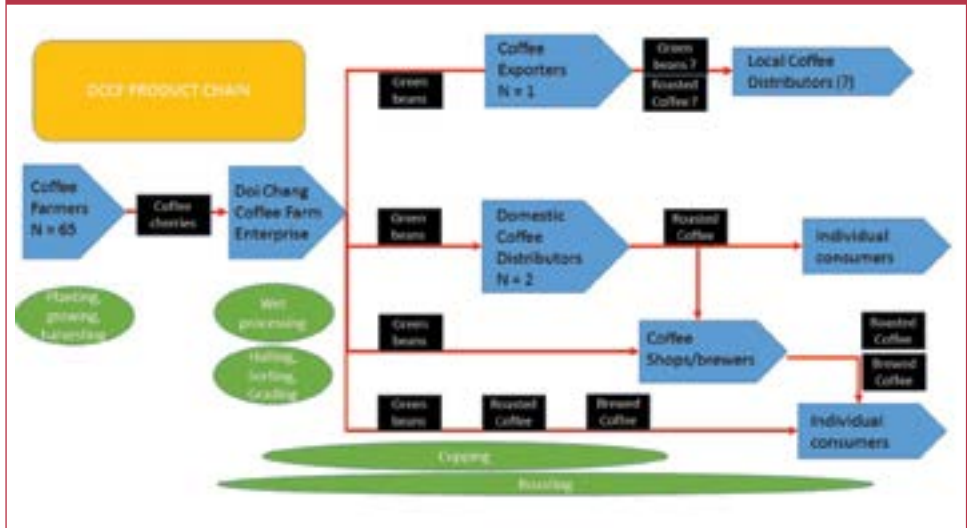 DCCF PRODUCT CHAIN
Coffee
Farmers
N = 65
Coffee
cherries
Doi Chang
Coffee Farm
Enterprise
Green
beans
Coffee
Exporters
N = 1
Green
beans ?
Roasted
Coffee ?
Local Coffee
Distributors (?)
Green
beans
Domestic
Coffee
Distributors
N = 2
Roasted
Coffee
Individual
consumers
Green
beans
Coffee
Shops/brewers
Roasted
Coffee
Brewed
Coffee
Green
beans
Roasted
Coffee
Brewed
Coffee
Individual
consumers
Planting,
growing,
harvesting
Wet
processing
Hulling,
Sorting,
Grading
Cupping
Roasting